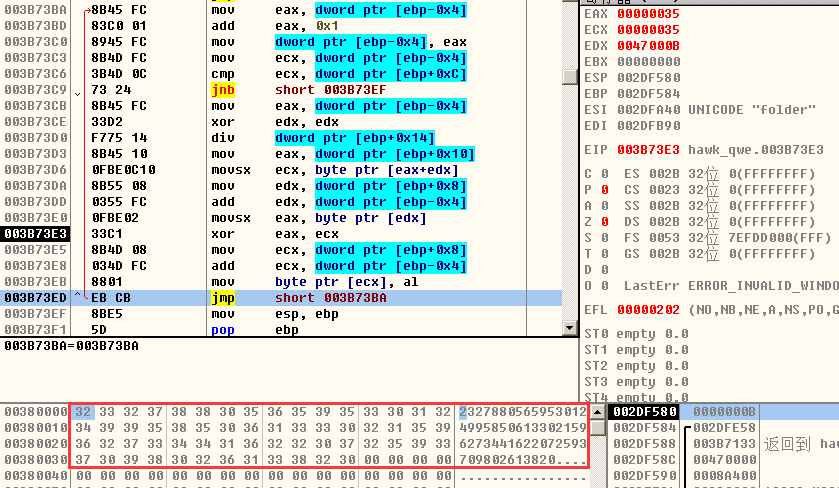 003B73BA 8B45 FC mov eax, dword ptr [ebp-0x4]
003B73BD 83C0 01 add eax, 0x1
003B73C0 8945 FC mov dword ptr [ebp-0x4], eax
003B73C3 8B4D FC mov ecx, dword ptr [ebp-0x4]
003B73C6 3B4D 0C cmp ecx, dword ptr [ebp+0xC]
003B73C9 73 24 jnb short 003B73EF
003B73CB 8B45 FC mov eax, dword ptr [ebp-0x4]
003B73CE 33D2 xor edx, edx
003B73D0 F775 14 div dword ptr [ebp+0x14]
003B73D3 8B45 10 mov eax, dword ptr [ebp+0x10]
003B73D6 0FBE0C10 movsx ecx, byte ptr [eax+edx]
003B73DA 8B55 08 mov edx, dword ptr [ebp+0x8]
003B73DD 0355 FC add edx, dword ptr [ebp-0x4]
003B73E0 0FBE02 movsx eax, byte ptr [edx]
003B73E3 33C1 xor eax, ecx
003B73E5 8B4D 08 mov ecx, dword ptr [ebp+0x8]
003B73E8 034D FC add ecx, dword ptr [ebp-0x4]
003B73EB 8801 mov byte ptr [ecx], al
003B73ED EB CB jmp short 003B73BA
003B73EF 8BE5 mov esp, ebp
003B73F1 5D pop ebp
003B73BA=003B73BA
EAX 00000035
ECX 00000035
EDX 0047000B
EBX 00000000
ESP 002DF580
EBP 002DF584
ESI 002DFA40 UNICODE "folder"
EDI 002DFB90
EIP 003B73E3 hawk_qwe.003B73E3
C 0 ES 002B 32位 0(FFFFFFFF)
P 0 CS 0023 32位 0(FFFFFFFF)
A 0 SS 002B 32位 0(FFFFFFFF)
Z 0 DS 002B 32位 0(FFFFFFFF)
S 0 FS 0053 32位 7EFDD000(FFF)
T 0 GS 002B 32位 0(FFFFFFFF)
D 0
O 0 LastErr ERROR_INVALID_WINDO
EFL 00000202 (NO,NB,NE,A,NS,PO,G
ST0 empty 0.0
ST1 empty 0.0
ST2 empty 0.0
ST3 empty 0.0
ST4 empty 0.0
00380000 32 33 32 37 38 38 30 35 36 35 39 35 33 30 31 32 2327880565953012
00380010 34 39 39 35 38 35 30 36 31 33 30 32 31 35 39 4995850613302159
00380020 36 32 37 33 34 34 31 36 32 32 30 37 32 35 39 33 6273441622072593
00380030 37 30 39 38 30 32 36 31 33 38 32 30 00 00 00 00 709802613820....
00380040 00 00 00 00 00 00 00 00 00 00 00 00 00 00 00 00 ................
002DF580 0000000B
002DF584 002DFE58
002DF588 003B7133 返回到 haw
002DF58C 00470000
002DF590 0008A400